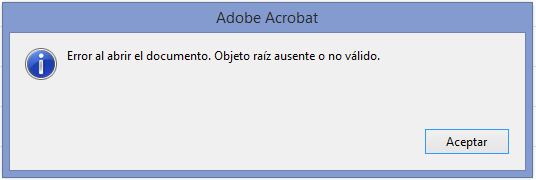 Adobe Acrobat
Error al abrir el documento. Objeto raíz ausente o no válido.
Aceptar